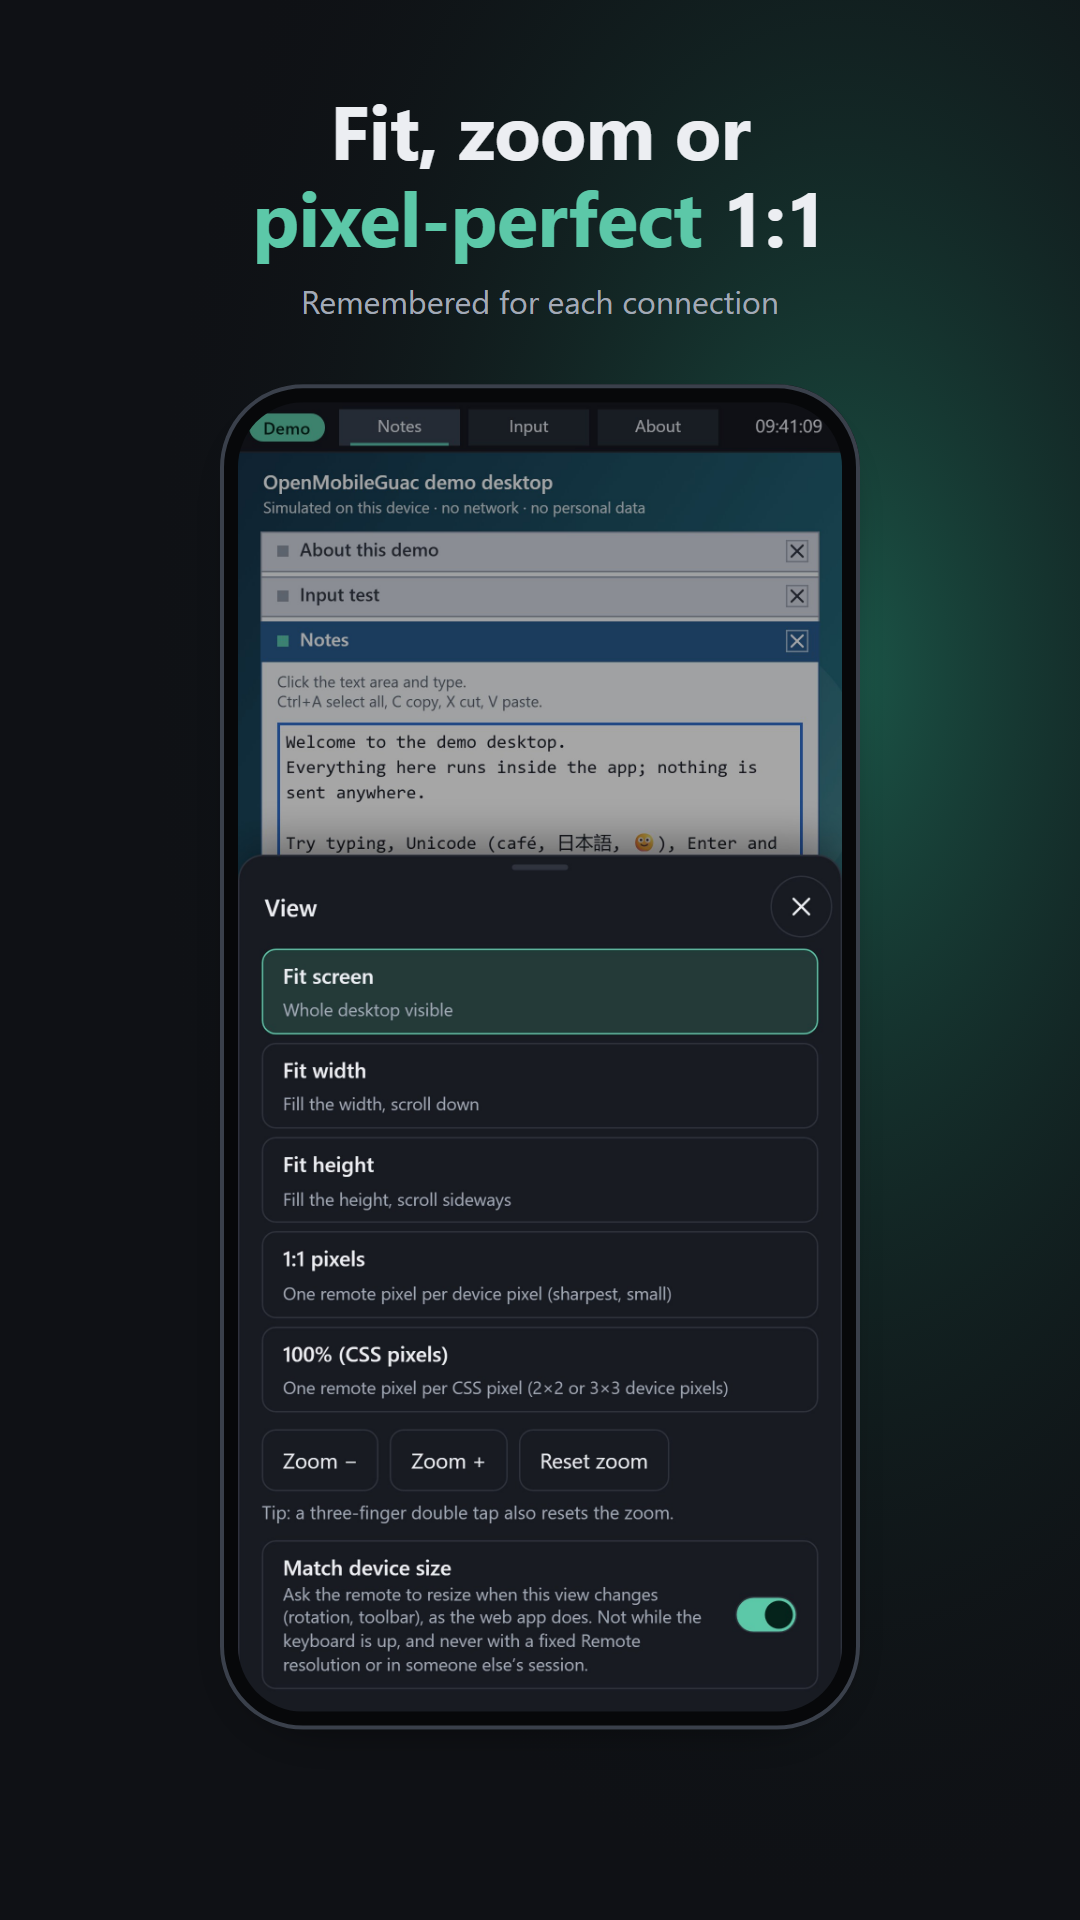 Fit, zoom or
pixel-perfect 1:1
Remembered for each connection
Demo
Notes
Input
About
09:41:09
OpenMobileGuac demo desktop
Simulated on this device · no network · no personal data
About this demo
Input test
Notes
Click the text area and type.
Ctrl+A select all, C copy, X cut, V paste.
Welcome to the demo desktop.
Everything here runs inside the app; nothing is
sent anywhere.
Try typing, Unicode (café, 日本語, 🙂), Enter and
View
Fit screen
Whole desktop visible
Fit width
Fill the width, scroll down
Fit height
Fill the height, scroll sideways
1:1 pixels
One remote pixel per device pixel (sharpest, small)
100% (CSS pixels)
One remote pixel per CSS pixel (2×2 or 3×3 device pixels)
Zoom −
Zoom +
Reset zoom
Tip: a three-finger double tap also resets the zoom.
Match device size
Ask the remote to resize when this view changes
(rotation, toolbar), as the web app does. Not while the
keyboard is up, and never with a fixed Remote
resolution or in someone else’s session.